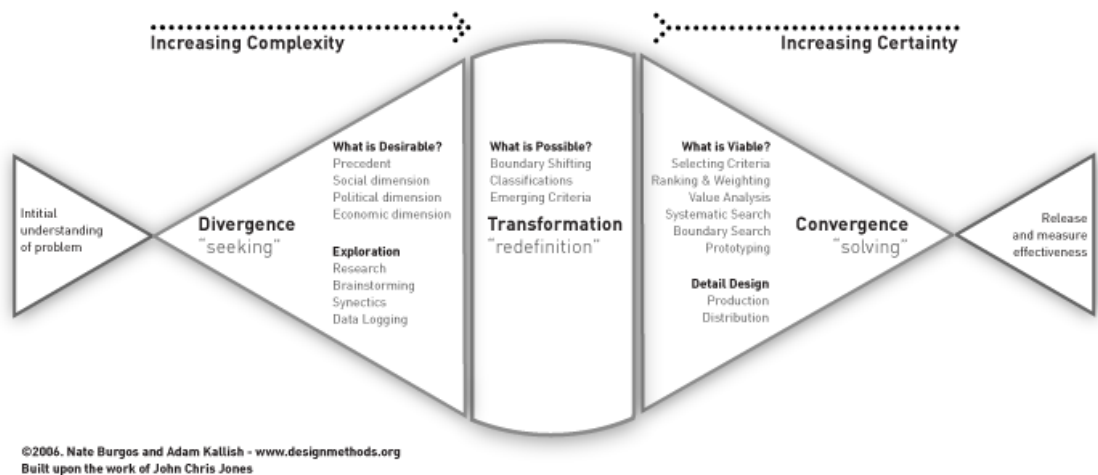 Increasing Complexity
Increasing Certainty
Intitial
understanding
of problem
Divergence
"seeking"
What is Desirable?
Precedent
Social dimension
Political dimension
Economic dimension
Exploration
Research
Brainstorming
Synectics
Data Logging
What is Possible?
Boundary Shifting
Classifications
Emerging Criteria
Transformation
"redefinition"
What is Viable?
Selecting Criteria
Ranking & Weighting
Value Analysis
Systematic Search
Boundary Search
Prototyping
Detail Design
Production
Distribution
Convergence
"solving"
Release
and measure
effectiveness
©2006. Nate Burgos and Adam Kallish - www.designmethods.org
Built upon the work of John Chris Jones